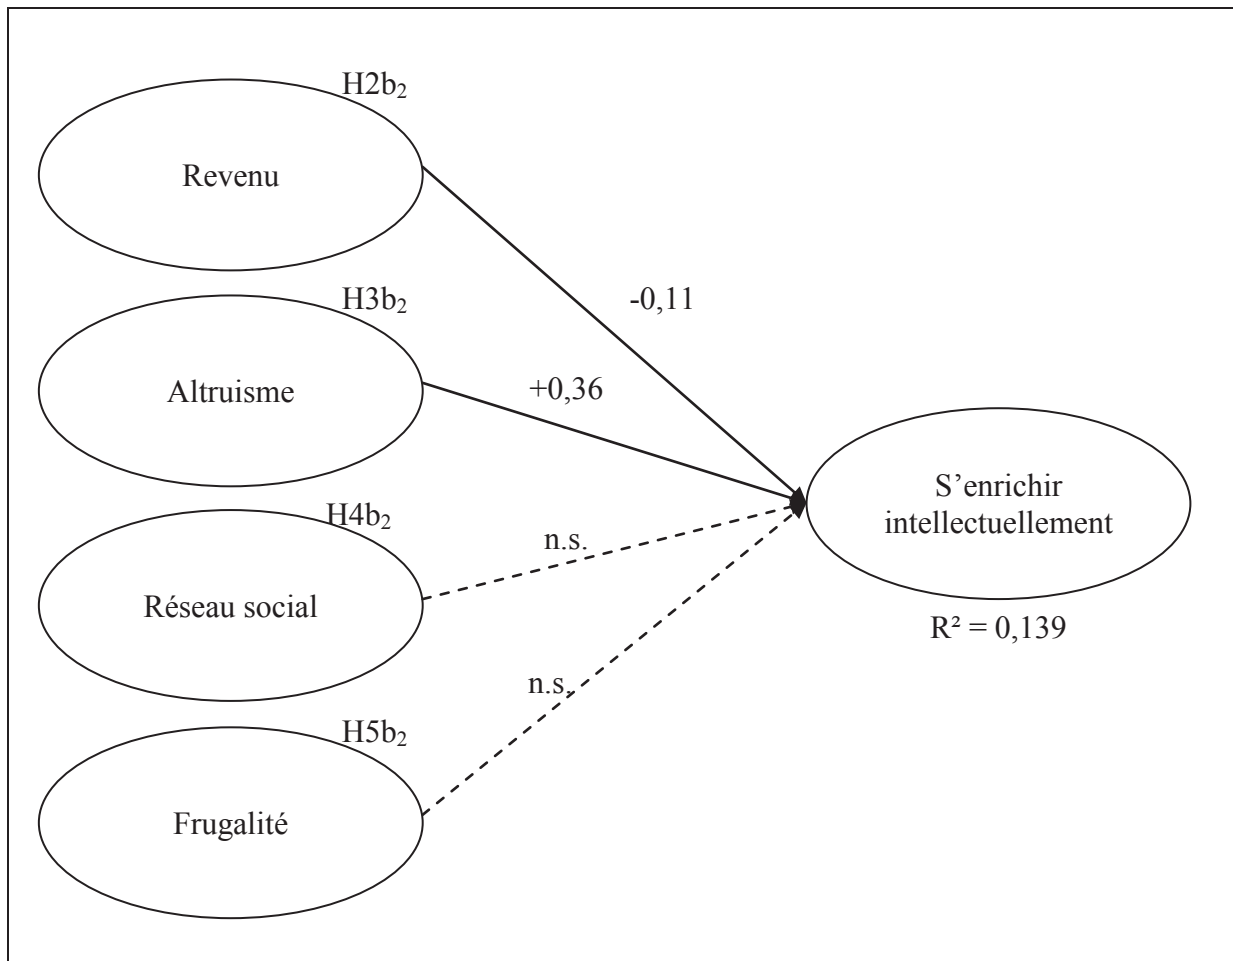 H2b₂
Revenu
-0,11
H3b₂
Altruisme
+0,36
S’enrichir
intellectuellement
R² = 0,139
H4b₂
Réseau social
n.s.
n.s.
H5b₂
Frugalité